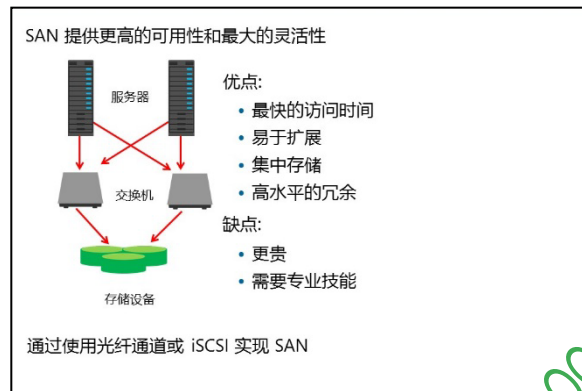 SAN 提供更高的可用性和最大的灵活性
服务器
交换机
存储设备
优点:
• 最快的访问时间
• 易于扩展
• 集中存储
• 高水平的冗余
缺点:
• 更贵
• 需要专业技能
通过使用光纤通道或 iSCSI 实现 SAN